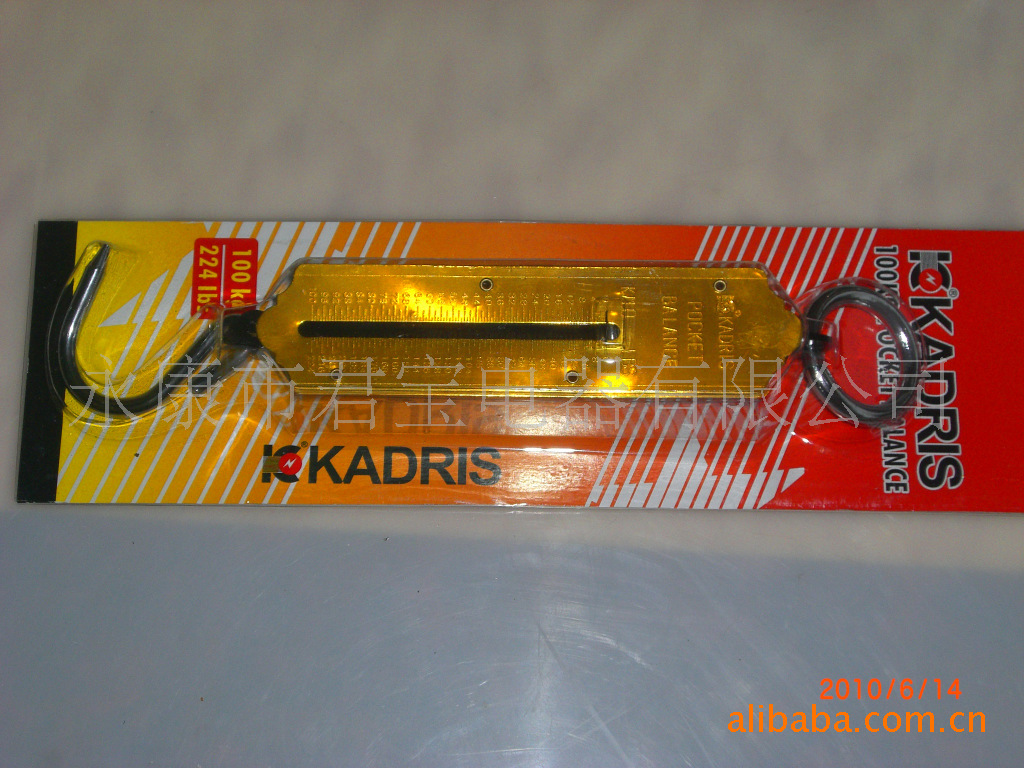 100 kg
224 lbs
KADRIS
POCKET
BALANCE
KADRIS
KADRIS
POCKET BALANCE
永康市君宝电器有限公司
2010/6/14
alibaba.com.cn